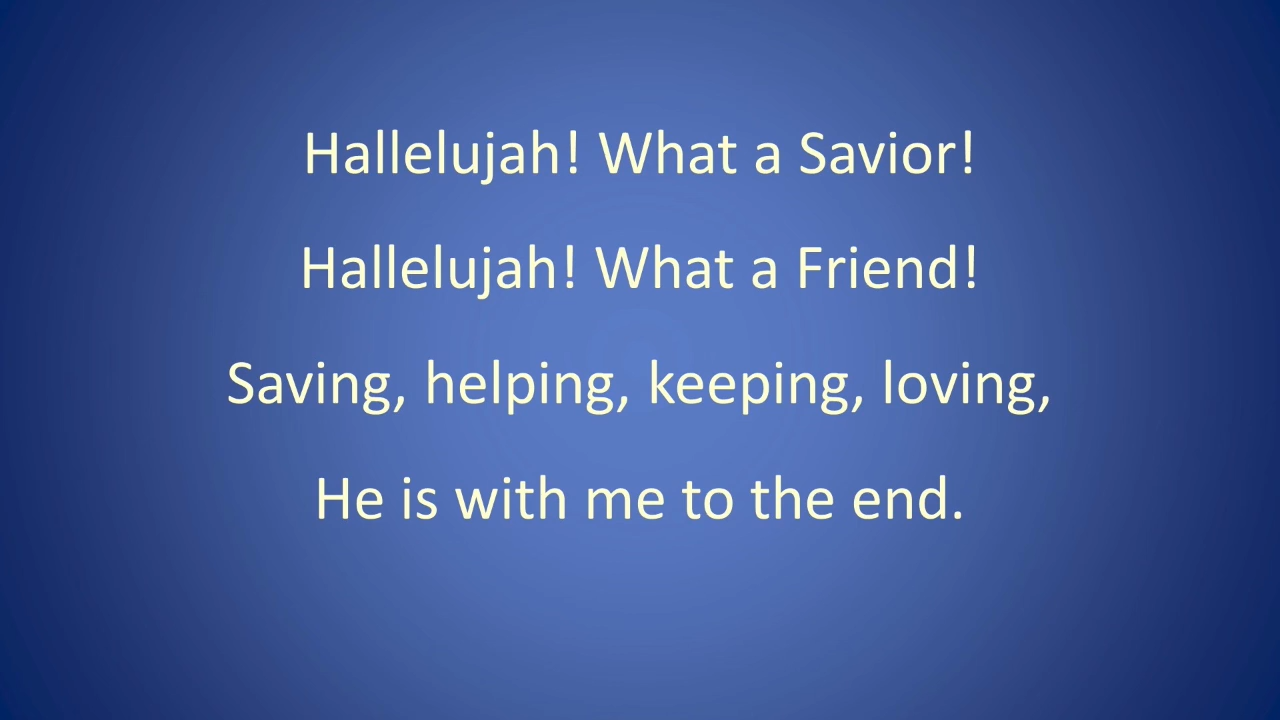 Hallelujah! What a Savior!
Hallelujah! What a Friend!
Saving, helping, keeping, loving,
He is with me to the end.